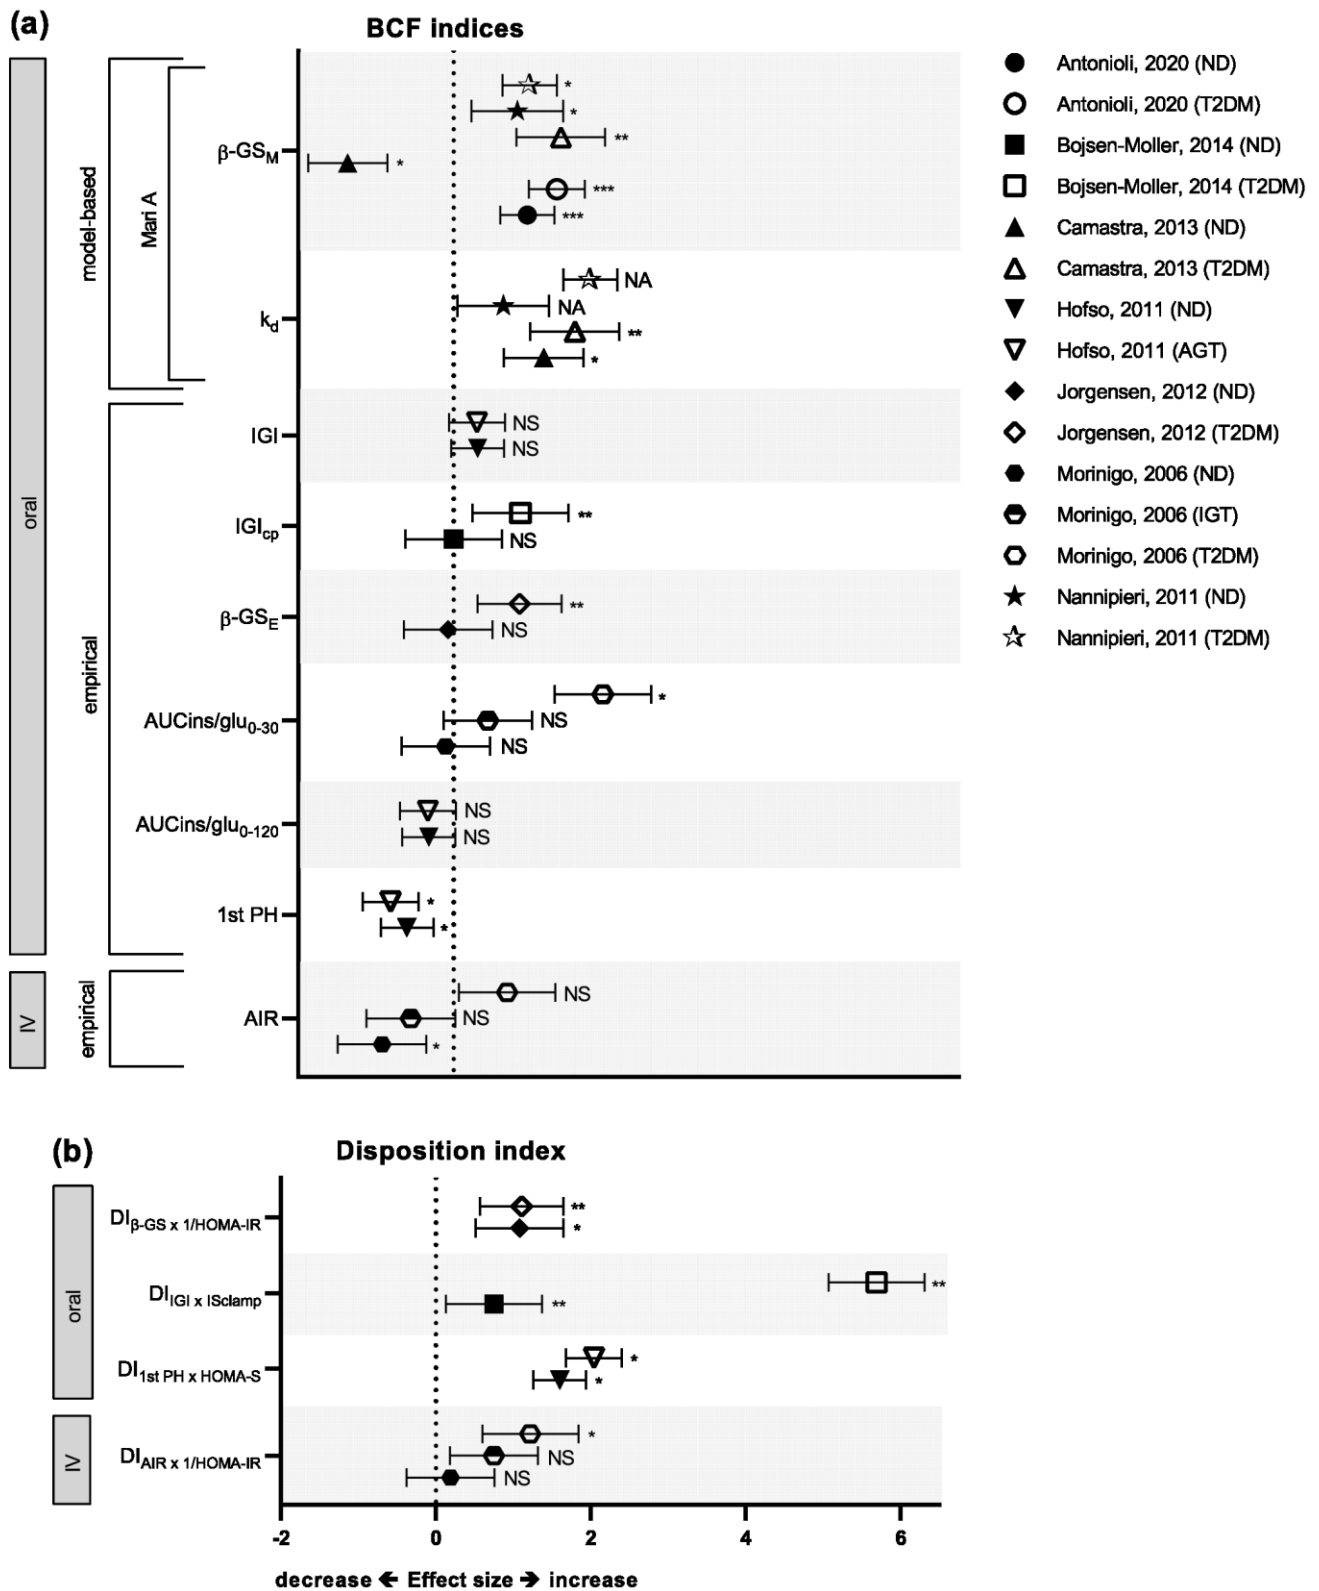 (a)
BCF indices
oral
model-based
Mari A
β-GSM
*
*
**
*
***
***
kd
NA
NA
**
*
empirical
IGI
NS
NS
IGIcp
**
NS
β-GSE
**
NS
AUCins/glu0-30
*
NS
NS
AUCins/glu0-120
NS
NS
1st PH
*
*
IV
empirical
AIR
NS
NS
*
Antonioli, 2020 (ND)
Antonioli, 2020 (T2DM)
Bojsen-Moller, 2014 (ND)
Bojsen-Moller, 2014 (T2DM)
Camastra, 2013 (ND)
Camastra, 2013 (T2DM)
Hofso, 2011 (ND)
Hofso, 2011 (AGT)
Jorgensen, 2012 (ND)
Jorgensen, 2012 (T2DM)
Morinigo, 2006 (ND)
Morinigo, 2006 (IGT)
Morinigo, 2006 (T2DM)
Nannipieri, 2011 (ND)
Nannipieri, 2011 (T2DM)
(b)
Disposition index
oral
DIβ-GS x 1/HOMA-IR
**
*
DIIGI x ISclamp
**
**
DI1st PH x HOMA-S
*
*
IV
DIAIR x 1/HOMA-IR
*
NS
NS
-2 0 2 4 6
decrease ← Effect size → increase